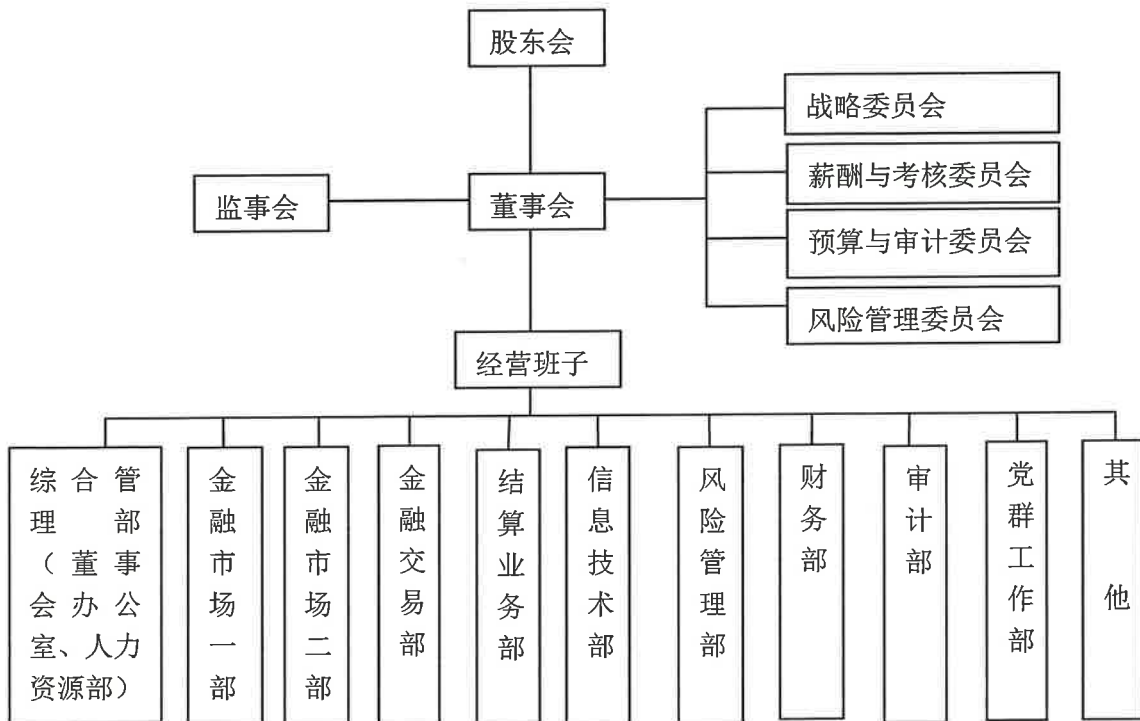 股东会
战略委员会
薪酬与考核委员会
监事会
董事会
预算与审计委员会
风险管理委员会
经营班子
综合管
理部
（董事
会办公
室、人力
资源部）
金融市场一部
金融市场二部
金融交易部
结算业务部
信息技术部
风险管理部
财务部
审计部
党群工作部
其他